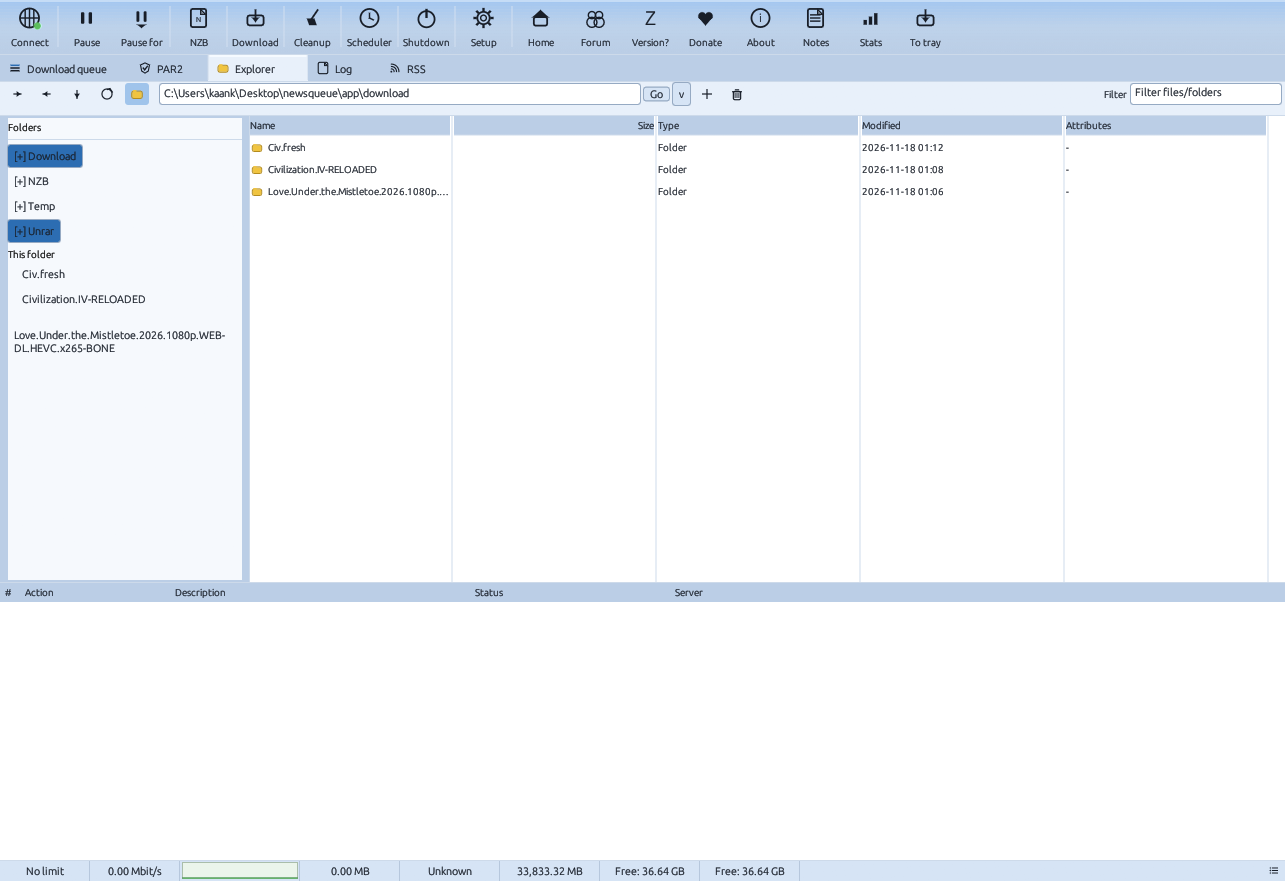 Connect Pause Pause for NZB Download Cleanup Scheduler Shutdown Setup Home Forum Version? Donate About Notes Stats To tray
Download queue PAR2 Explorer Log RSS
C:\Users\kaank\Desktop\newsqueue\app\download Go v Filter Filter files/folders
Folders
[+] Download
[+] NZB
[+] Temp
[+] Unrar
This folder
Civ.fresh
Civilization.IV-RELOADED
Love.Under.the.Mistletoe.2026.1080p.WEB-
DL.HEVC.x265-BONE
Name Size Type Modified Attributes
Civ.fresh Folder 2026-11-18 01:12 -
Civilization.IV-RELOADED Folder 2026-11-18 01:08 -
Love.Under.the.Mistletoe.2026.1080p.... Folder 2026-11-18 01:06 -
# Action Description Status Server
No limit 0.00 Mbit/s 0.00 MB Unknown 33,833.32 MB Free: 36.64 GB Free: 36.64 GB